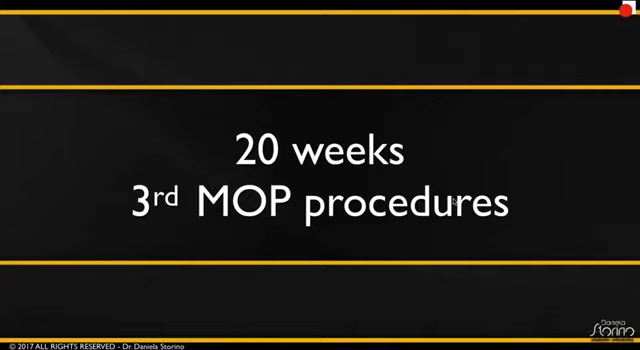 20 weeks
3rd MOP procedures
Daniela
Storino
© 2017 ALL RIGHTS RESERVED - Dr. Daniela Storino